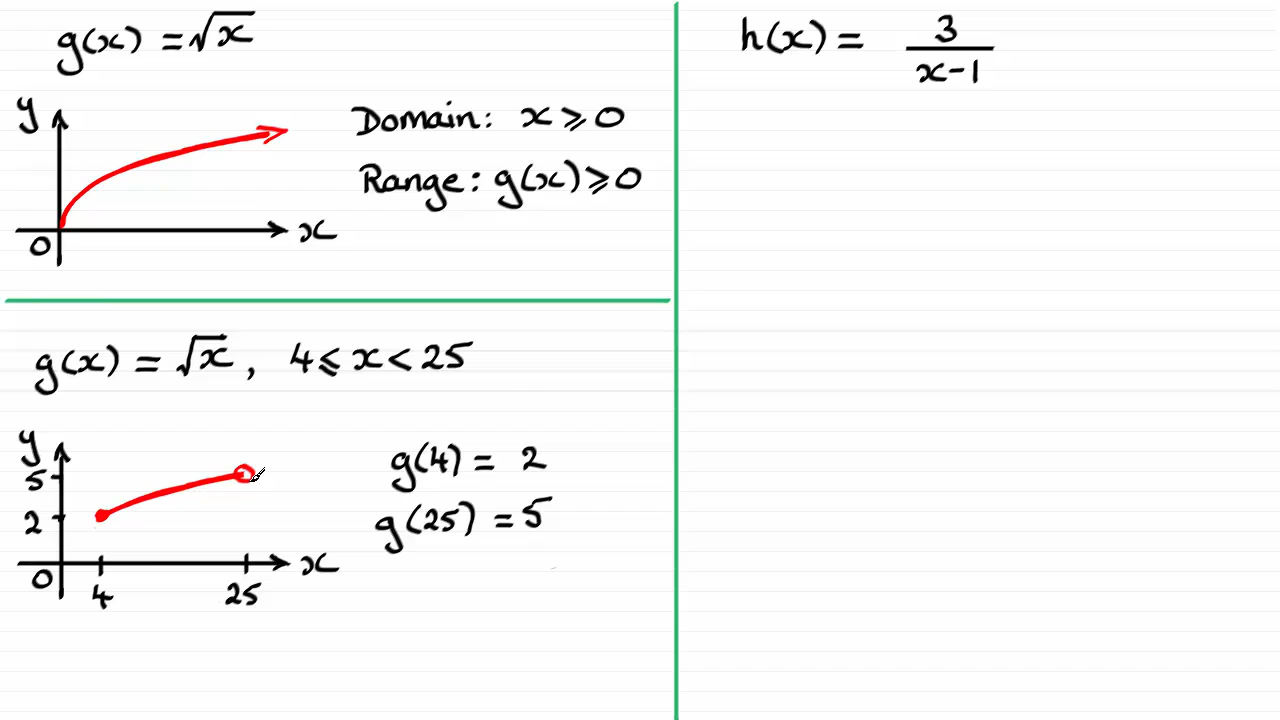 g(x) = √x
y
Domain: x ⩾ 0
Range: g(x) ⩾ 0
0
x
g(x) = √x, 4 ⩽ x < 25
y
5
2
0
4
25
x
g(4) = 2
g(25) = 5
h(x) = 3/(x-1)